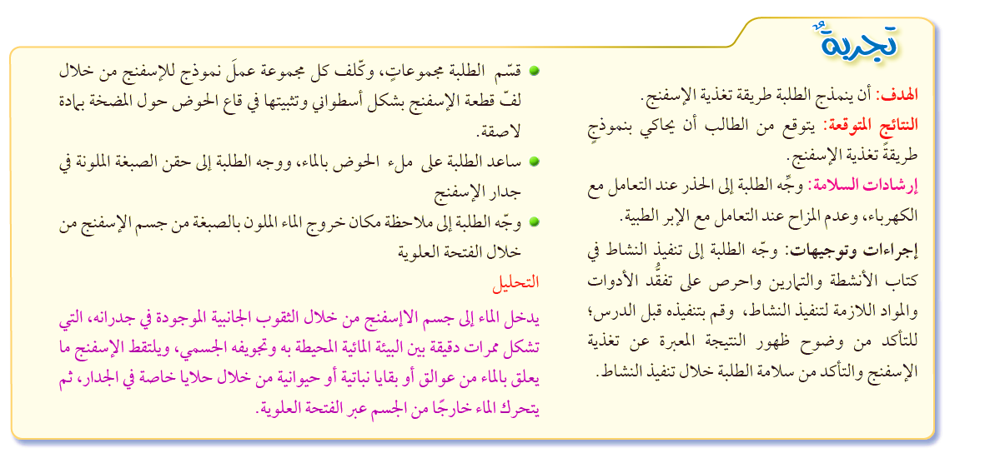 تجربةٌ
الهدف: أن ينمذج الطلبة طريقة تغذية الإسفنج.
النتائج المتوقعة: يتوقع من الطالب أن يحاكي بنموذجٍ
طريقةَ تغذية الإسفنج.
إرشادات السلامة: وجِّه الطلبة إلى الحذر عند التعامل مع
الكهرباء، وعدم المزاح عند التعامل مع الإبر الطبية.
إجراءات وتوجيهات: وجّه الطلبة إلى تنفيذ النشاط في
كتاب الأنشطة والتمارين واحرص على تفقُّد الأدوات
والمواد اللازمة لتنفيذ النشاط، وقم بتنفيذه قبل الدرس؛
للتأكد من وضوح ظهور النتيجة المعبرة عن تغذية
الإسفنج والتأكد من سلامة الطلبة خلال تنفيذ النشاط.
قسّم الطلبة مجموعاتٍ، وكّلف كل مجموعة عملَ نموذج للإسفنج من خلال
لفّ قطعة الإسفنج بشكل أسطواني وتثبيتها في قاع الحوض حول المضخة بمادة
لاصقة.
ساعد الطلبة على ملء الحوض بالماء، ووجه الطلبة إلى حقن الصبغة الملونة في
جدار الإسفنج
وجّه الطلبة إلى ملاحظة مكان خروج الماء الملون بالصبغة من جسم الإسفنج من
خلال الفتحة العلوية
التحليل
يدخل الماء إلى جسم الاإسفنج من خلال الثقوب الجانبية الموجودة في جدرانه، التي
تشكل ممرات دقيقة بين البيئة المائية المحيطة به وتجويفه الجسمي، ويلتقط الإسفنج ما
يعلق بالماء من عوالق أو بقايا نباتية أو حيوانية من خلال حلايا خاصة في الجدار، ثم
يتحرك الماء خارجًا من الجسم عبر الفتحة العلوية.